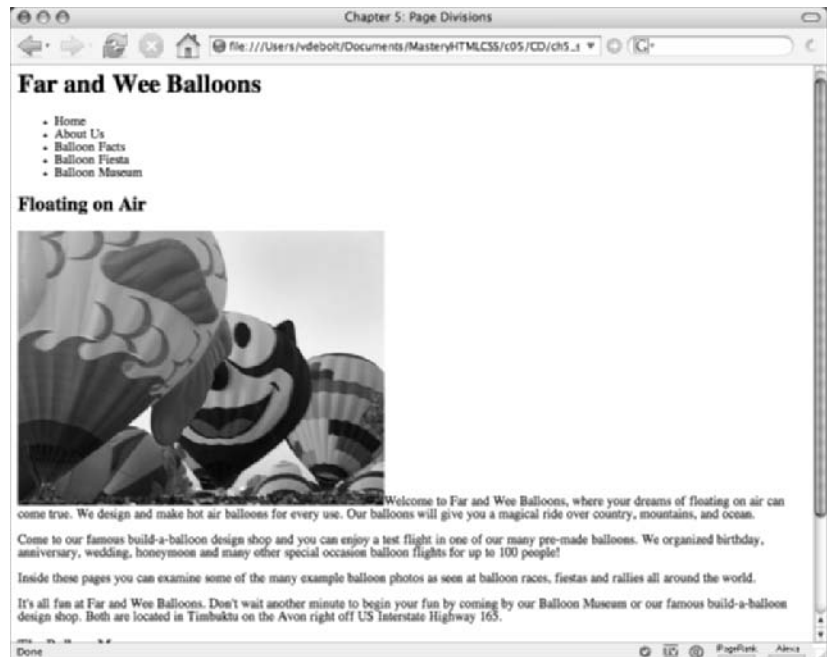 Chapter 5: Page Divisions
file:///Users/vdebolt/Documents/MasteryHTMLCSS/c05/CD/ch5_s
Far and Wee Balloons
Home
About Us
Balloon Facts
Balloon Fiesta
Balloon Museum
Floating on Air
Welcome to Far and Wee Balloons, where your dreams of floating on air can
come true. We design and make hot air balloons for every use. Our balloons will give you a magical ride over country, mountains, and ocean.
Come to our famous build-a-balloon design shop and you can enjoy a test flight in one of our many pre-made balloons. We organized birthday,
anniversary, wedding, honeymoon and many other special occasion balloon flights for up to 100 people!
Inside these pages you can examine some of the many example balloon photos as seen at balloon races, fiestas and rallies all around the world.
It's all fun at Far and Wee Balloons. Don't wait another minute to begin your fun by coming by our Balloon Museum or our famous build-a-balloon
design shop. Both are located in Timbuktu on the Avon right off US Interstate Highway 165.
Done
PageRank
Alexa